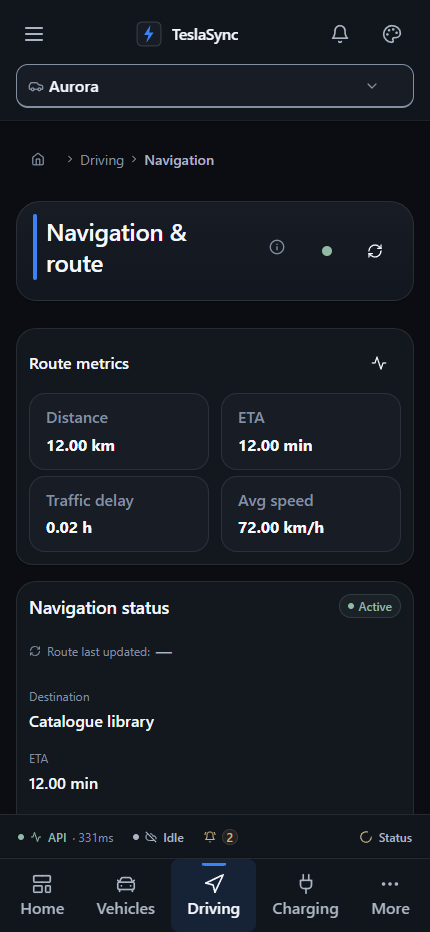 TeslaSync
Aurora
Driving Navigation
Navigation &
route
Route metrics
Distance
12.00 km
ETA
12.00 min
Traffic delay
0.02 h
Avg speed
72.00 km/h
Navigation status
Active
Route last updated: —
Destination
Catalogue library
ETA
12.00 min
API · 331ms
Idle
2
Status
Home
Vehicles
Driving
Charging
More